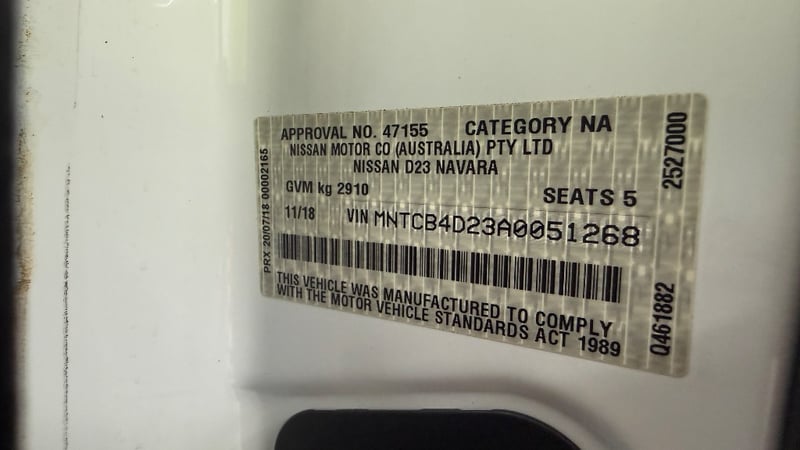 APPROVAL NO. 47155 CATEGORY NA
NISSAN MOTOR CO (AUSTRALIA) PTY LTD
NISSAN D23 NAVARA
GVM kg 2910 SEATS 5
11/18 VIN MNTCB4D23A0051268
THIS VEHICLE WAS MANUFACTURED TO COMPLY
WITH THE MOTOR VEHICLE STANDARDS ACT 1989
PRX 20/07/18 00002165
2527000
Q461882